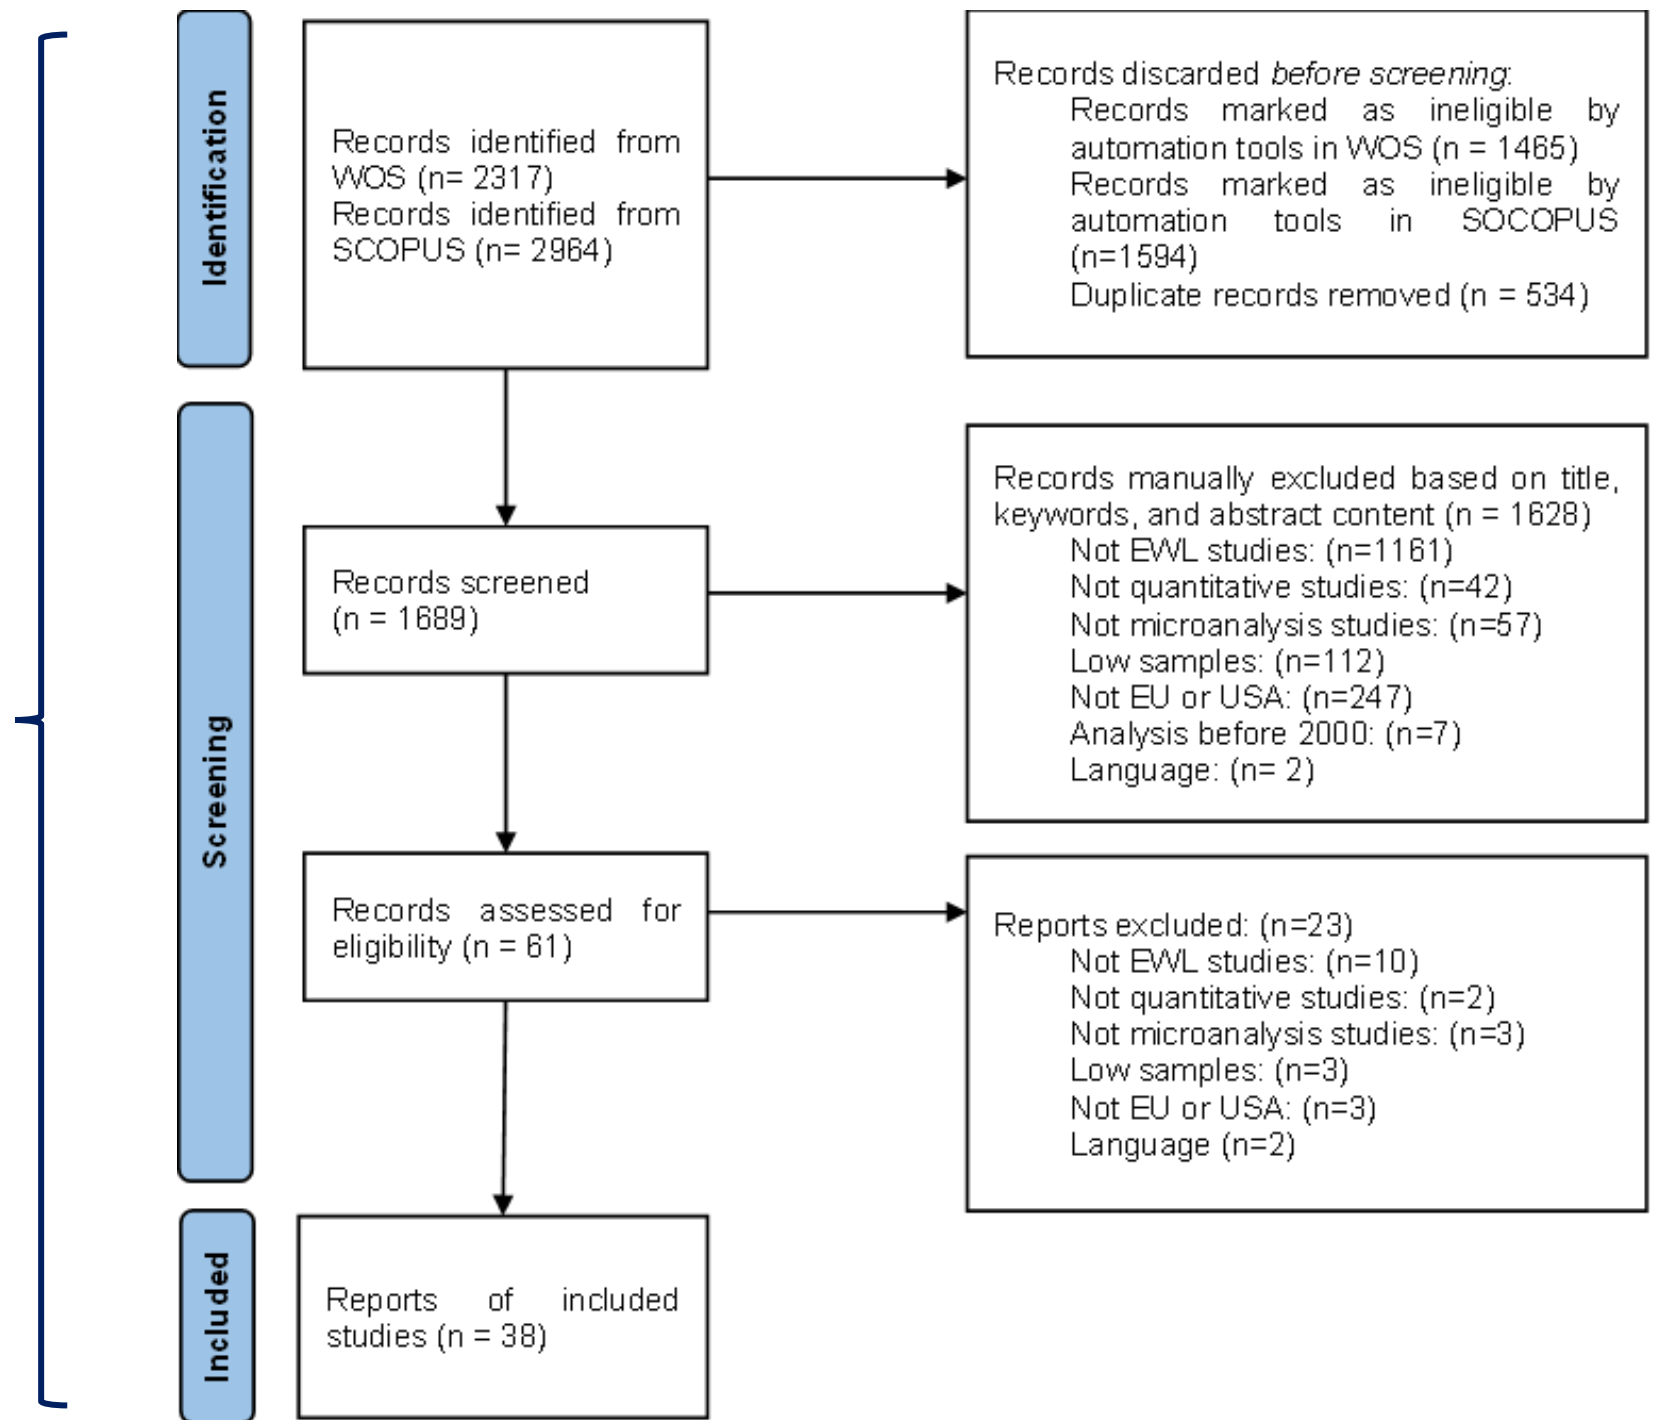 Identification
Records identified from
WOS (n= 2317)
Records identified from
SCOPUS (n= 2964)
Records discarded before screening:
Records marked as ineligible by
automation tools in WOS (n = 1465)
Records marked as ineligible by
automation tools in SOCOPUS
(n=1594)
Duplicate records removed (n = 534)
Screening
Records screened
(n = 1689)
Records manually excluded based on title,
keywords, and abstract content (n = 1628)
Not EWL studies: (n=1161)
Not quantitative studies: (n=42)
Not microanalysis studies: (n=57)
Low samples: (n=112)
Not EU or USA: (n=247)
Analysis before 2000: (n=7)
Language: (n= 2)
Records assessed for
eligibility (n = 61)
Reports excluded: (n=23)
Not EWL studies: (n=10)
Not quantitative studies: (n=2)
Not microanalysis studies: (n=3)
Low samples: (n=3)
Not EU or USA: (n=3)
Language (n=2)
Included
Reports of included
studies (n = 38)